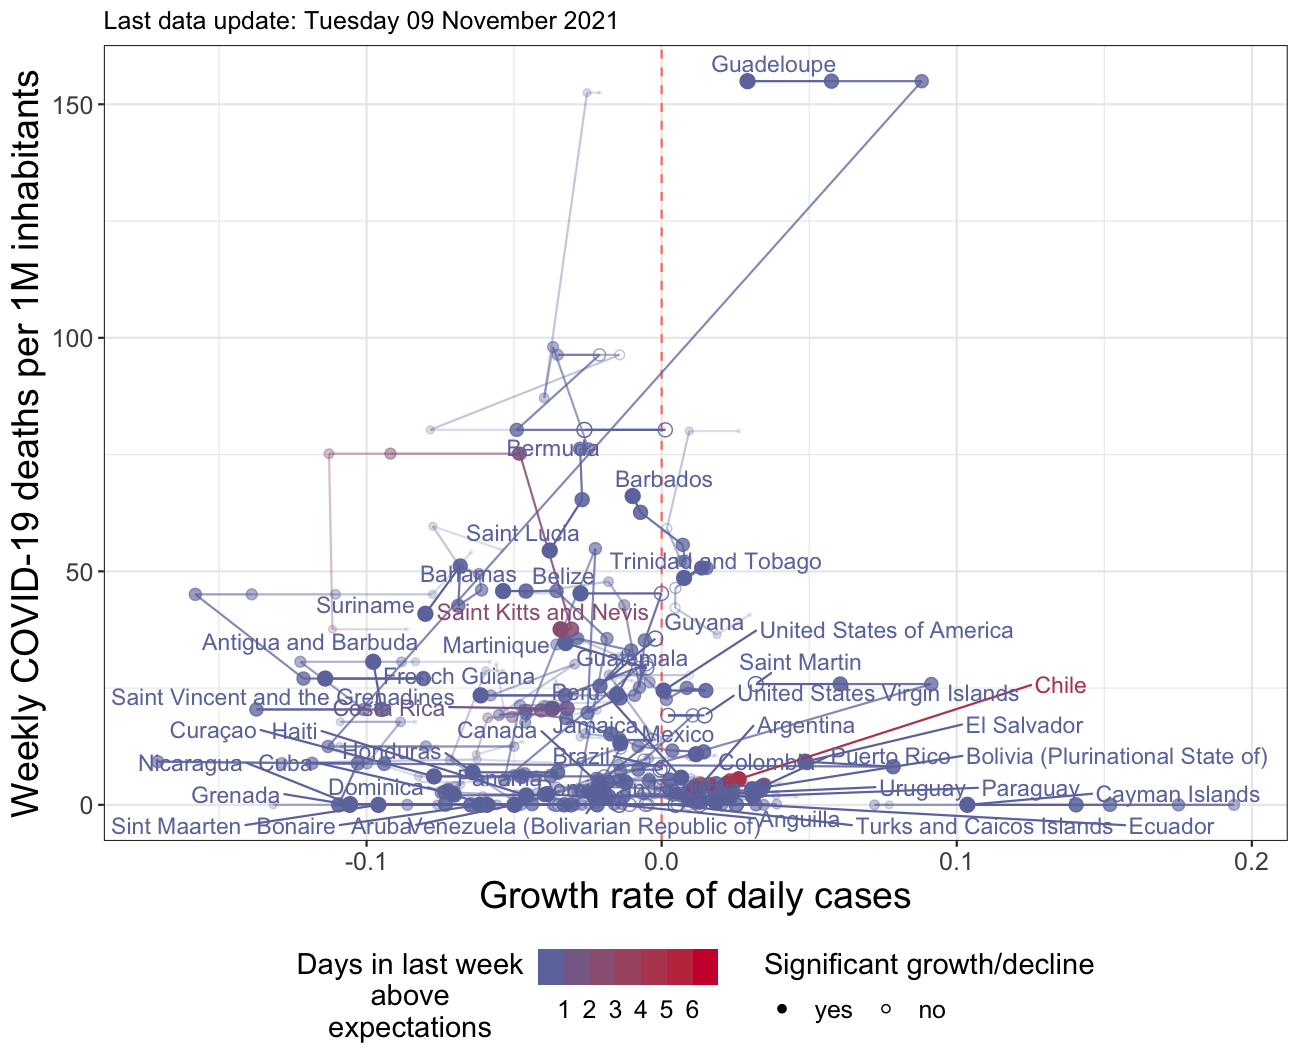 Last data update: Tuesday 09 November 2021
Weekly COVID-19 deaths per 1M inhabitants
150
100
50
0
Guadeloupe
Bermuda
Barbados
Saint Lucia
Trinidad and Tobago
Bahamas
Belize
Suriname
Saint Kitts and Nevis
Guyana
United States of America
Antigua and Barbuda
Martinique
Guatemala
Saint Martin
French Guiana
Chile
Saint Vincent and the Grenadines
Peru
United States Virgin Islands
Costa Rica
Curaçao
Haiti
Canada
Jamaica
Mexico
Argentina
El Salvador
Honduras
Brazil
Colombia
Puerto Rico
Bolivia (Plurinational State of)
Nicaragua
Cuba
Panama
Dominica
Uruguay
Paraguay
Cayman Islands
Grenada
Sint Maarten
Bonaire
Aruba
Venezuela (Bolivarian Republic of)
Anguilla
Turks and Caicos Islands
Ecuador
-0.1
0.0
0.1
0.2
Growth rate of daily cases
Days in last week
above
expectations
1 2 3 4 5 6
Significant growth/decline
yes
no